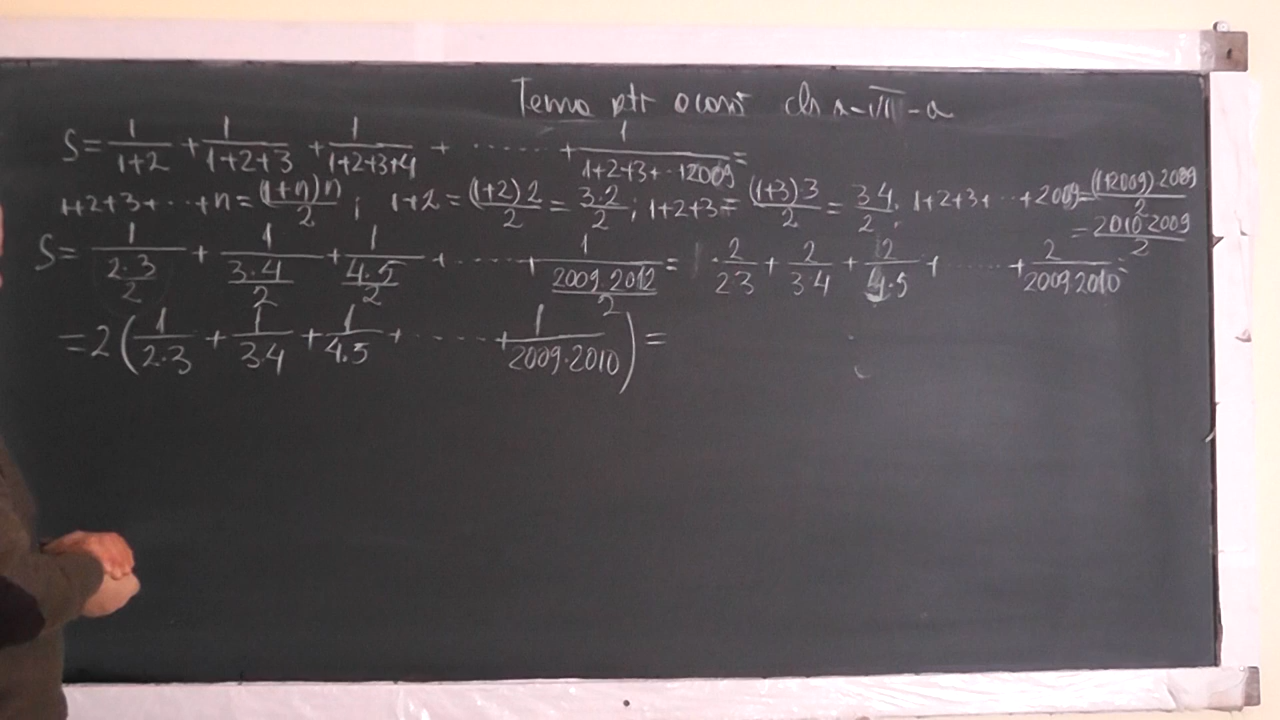 Tema ptr acasă cls a-VII-a
S=1/(1+2) + 1/(1+2+3) + 1/(1+2+3+4) + ....... + 1/(1+2+3+...12009) =
1+2+3+...+n = (1+n)n/2 ; 1+2 = (1+2)2/2 = 3.2/2 ; 1+2+3 = (1+3).3/2 = 3 4/2 ; 1+2+3+...+2009 = (1+2009).2009/2
= 2010.2009/2
S= 1/(2.3/2) + 1/(3.4/2) + 1/(4.5/2) + ....... + 1/(2009.2012/2) = 2/2.3 + 2/3.4 + 2/4.5 + ....... + 2/2009.2010 =
=2(1/2.3 + 1/3.4 + 1/4.5 + ....... + 1/2009.2010) =